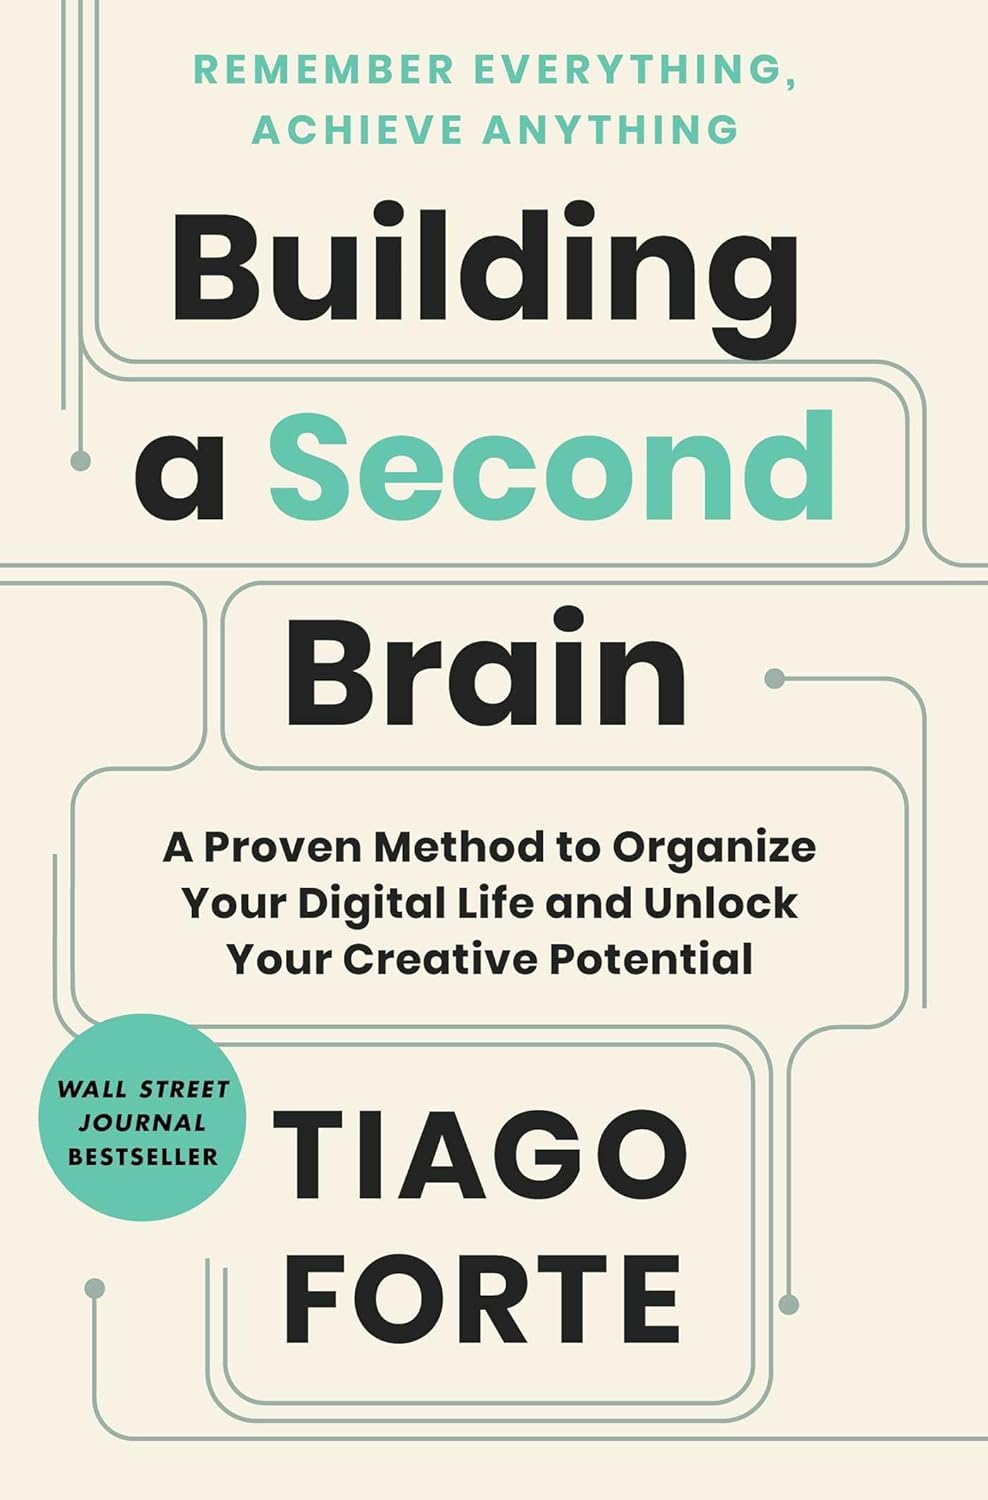 REMEMBER EVERYTHING,
ACHIEVE ANYTHING
Building
a Second
Brain
A Proven Method to Organize
Your Digital Life and Unlock
Your Creative Potential
WALL STREET
JOURNAL
BESTSELLER
TIAGO
FORTE